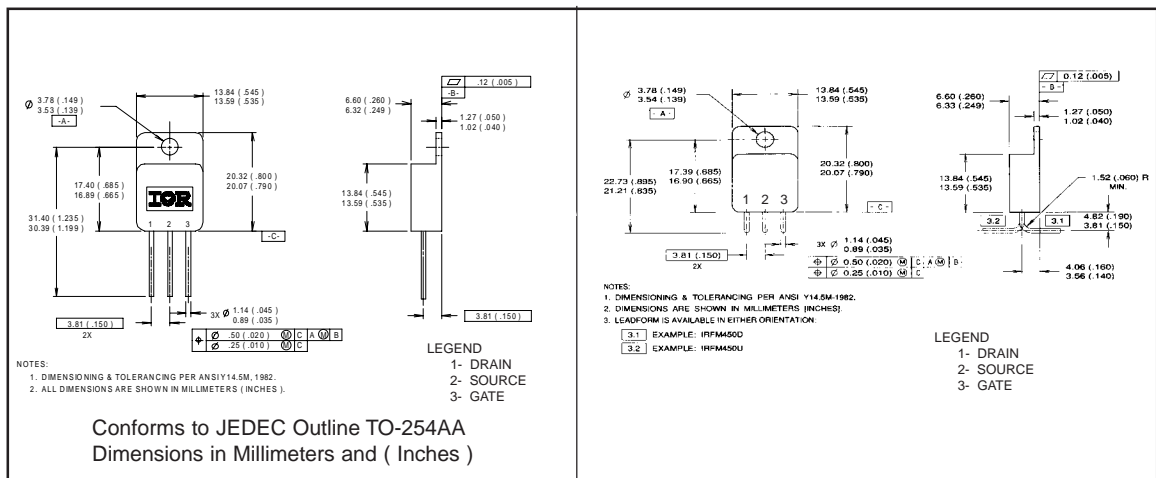 .12 ( .005 )
-B-
13.84 ( .545 )
13.59 ( .535 )
6.60 ( .260 )
6.32 ( .249 )
Ø 3.78 ( .149 )
3.53 ( .139 )
-A-
1.27 ( .050 )
1.02 ( .040 )
20.32 ( .800 )
20.07 ( .790 )
17.40 ( .685 )
16.89 ( .665 )
13.84 ( .545 )
13.59 ( .535 )
31.40 ( 1.235 )
30.39 ( 1.199 )
IOR
1 2 3
-C-
3X Ø 1.14 ( .045 )
0.89 ( .035 )
3.81 ( .150 )
2X
3.81 ( .150 )
⌖ Ø .50 ( .020 ) Ⓜ C A Ⓜ B
Ø .25 ( .010 ) Ⓜ C
NOTES:
1. DIMENSIONING & TOLERANCING PER ANSI Y14.5M, 1982.
2. ALL DIMENSIONS ARE SHOWN IN MILLIMETERS ( INCHES ).
LEGEND
1- DRAIN
2- SOURCE
3- GATE
Conforms to JEDEC Outline TO-254AA
Dimensions in Millimeters and ( Inches )
0.12 (.005)
- B -
13.84 (.545)
13.59 (.535)
6.60 (.260)
6.33 (.249)
Ø 3.78 (.149)
3.54 (.139)
- A -
1.27 (.050)
1.02 (.040)
20.32 (.800)
20.07 (.790)
17.39 (.685)
16.90 (.665)
22.73 (.895)
21.21 (.835)
13.84 (.545)
13.59 (.535)
1.52 (.060) R
MIN.
1 2 3
- C -
3.2
3.1
4.82 (.190)
3.81 (.150)
3X Ø 1.14 (.045)
0.89 (.035)
3.81 (.150)
2X
⌖ Ø 0.50 (.020) Ⓜ C A Ⓜ B
⌖ Ø 0.25 (.010) Ⓜ C
4.06 (.160)
3.56 (.140)
NOTES:
1. DIMENSIONING & TOLERANCING PER ANSI Y14.5M-1982.
2. DIMENSIONS ARE SHOWN IN MILLIMETERS [INCHES].
3. LEADFORM IS AVAILABLE IN EITHER ORIENTATION:
3.1 EXAMPLE: IRFM450D
3.2 EXAMPLE: IRFM450U
LEGEND
1- DRAIN
2- SOURCE
3- GATE